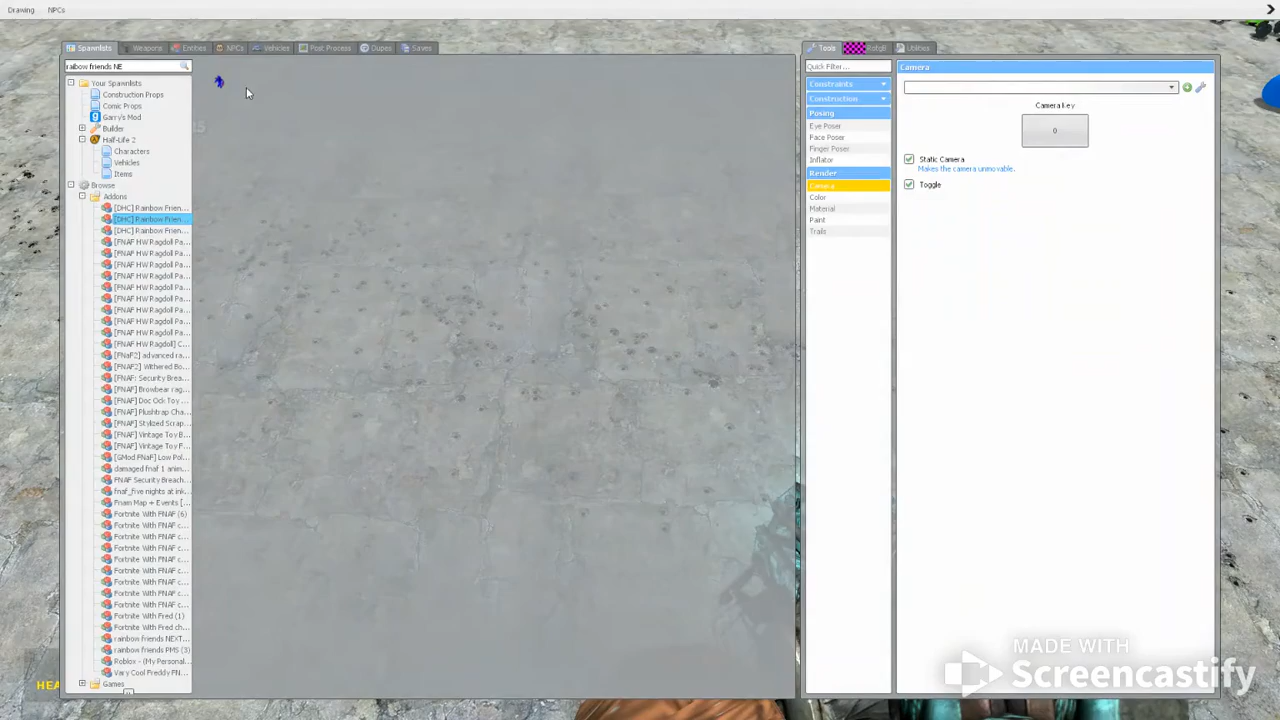 Drawing NPCs
Spawnlists Weapons Entities NPCs Vehicles Post Process Dupes Saves
raibow friends NE
Your Spawnlists
Construction Props
Comic Props
Garry's Mod
Builder
Half-Life 2
Characters
Vehicles
Items
Browse
Addons
[DHC] Rainbow Frien...
[DHC] Rainbow Frien...
[DHC] Rainbow Frien...
[FNAF HW Ragdoll Pa...
[FNAF HW Ragdoll Pa...
[FNAF HW Ragdoll Pa...
[FNAF HW Ragdoll Pa...
[FNAF HW Ragdoll Pa...
[FNAF HW Ragdoll Pa...
[FNAF HW Ragdoll Pa...
[FNAF HW Ragdoll Pa...
[FNAF HW Ragdoll Pa...
[FNAF HW Ragdoll] C...
[FNaF2] advanced ra...
[FNAF2] Withered Bo...
[FNAF: Security Brea...
[FNAF] Browbear rag...
[FNAF] Doc Ock Toy ...
[FNAF] Plushtrap Cha...
[FNAF] Stylized Scrap...
[FNAF] Vintage Toy B...
[FNAF] Vintage Toy F...
[GMod FNaF] Low Pol...
damaged fnaf 1 anim...
FNAF Security Breach...
fnaf_five nights at ink...
Fnam Map + Events [...
Fortnite With FNAF (6)
Fortnite With FNAF c...
Fortnite With FNAF c...
Fortnite With FNAF c...
Fortnite With FNAF c...
Fortnite With FNAF c...
Fortnite With FNAF c...
Fortnite With FNAF c...
Fortnite With FNAF c...
Fortnite With Fred (1)
Fortnite With Fred ch...
rainbow friends NEXT...
rainbow friends PMS (3)
Roblox - (My Personal...
Vary Cool Freddy FN...
Games
HEA
Tools Rotgb Utilities
Quick Filter...
Constraints
Construction
Posing
Eye Poser
Face Poser
Finger Poser
Inflator
Render
Camera
Color
Material
Paint
Trails
Camera
Camera Key
0
Static Camera
Makes the camera unmovable.
Toggle
MADE WITH
Screencastify